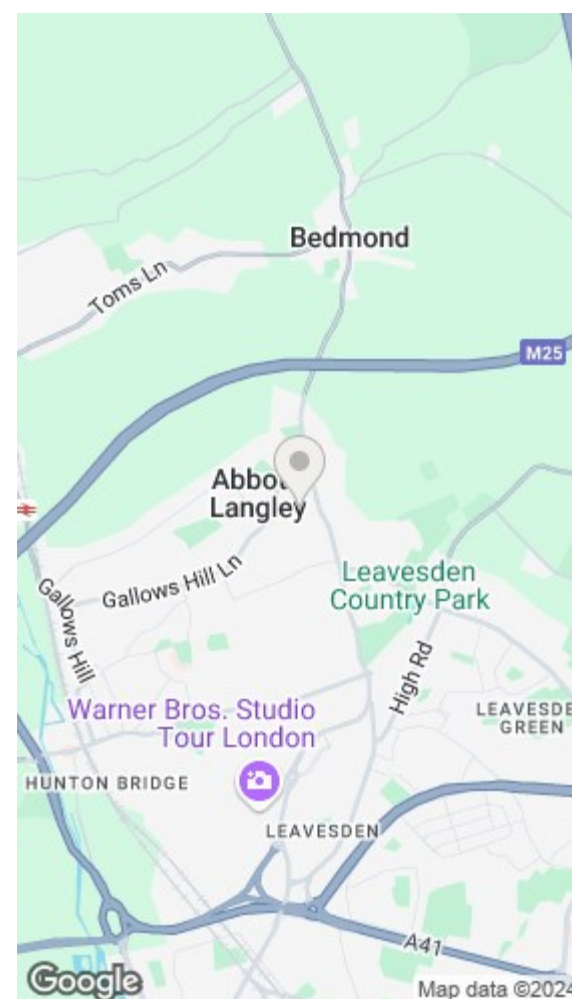 Bedmond
Toms Ln
M25
Abbo
Langley
Gallows Hill Ln
Gallows Hill
Leavesden
Country Park
High Rd
Warner Bros. Studio
Tour London
LEAVESDE
GREEN
HUNTON BRIDGE
LEAVESDEN
A41
Google
Map data ©2024